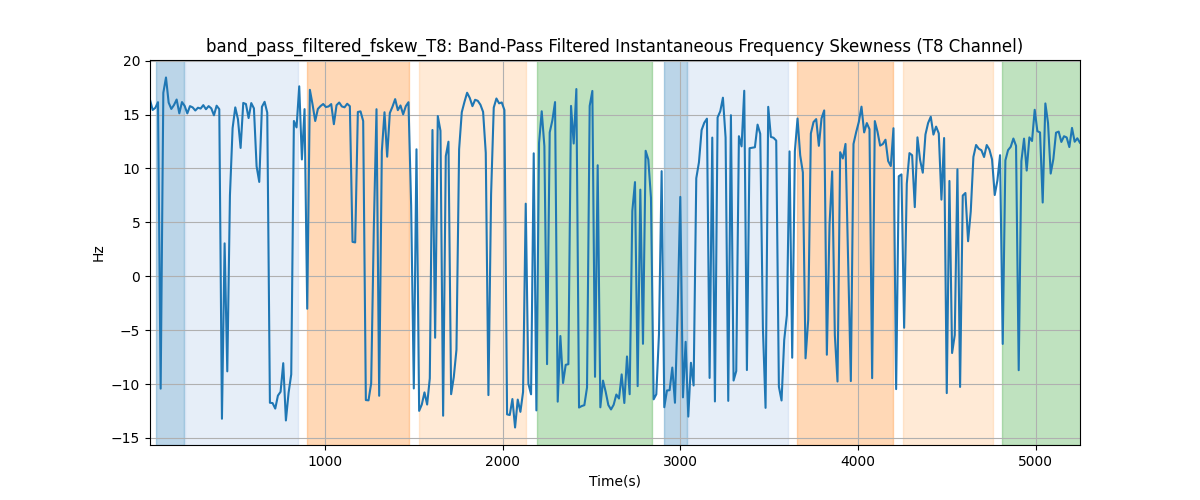 band_pass_filtered_fskew_T8: Band-Pass Filtered Instantaneous Frequency Skewness (T8 Channel)
20
15
10
5
0
−5
−10
−15
Hz
1000 2000 3000 4000 5000
Time(s)